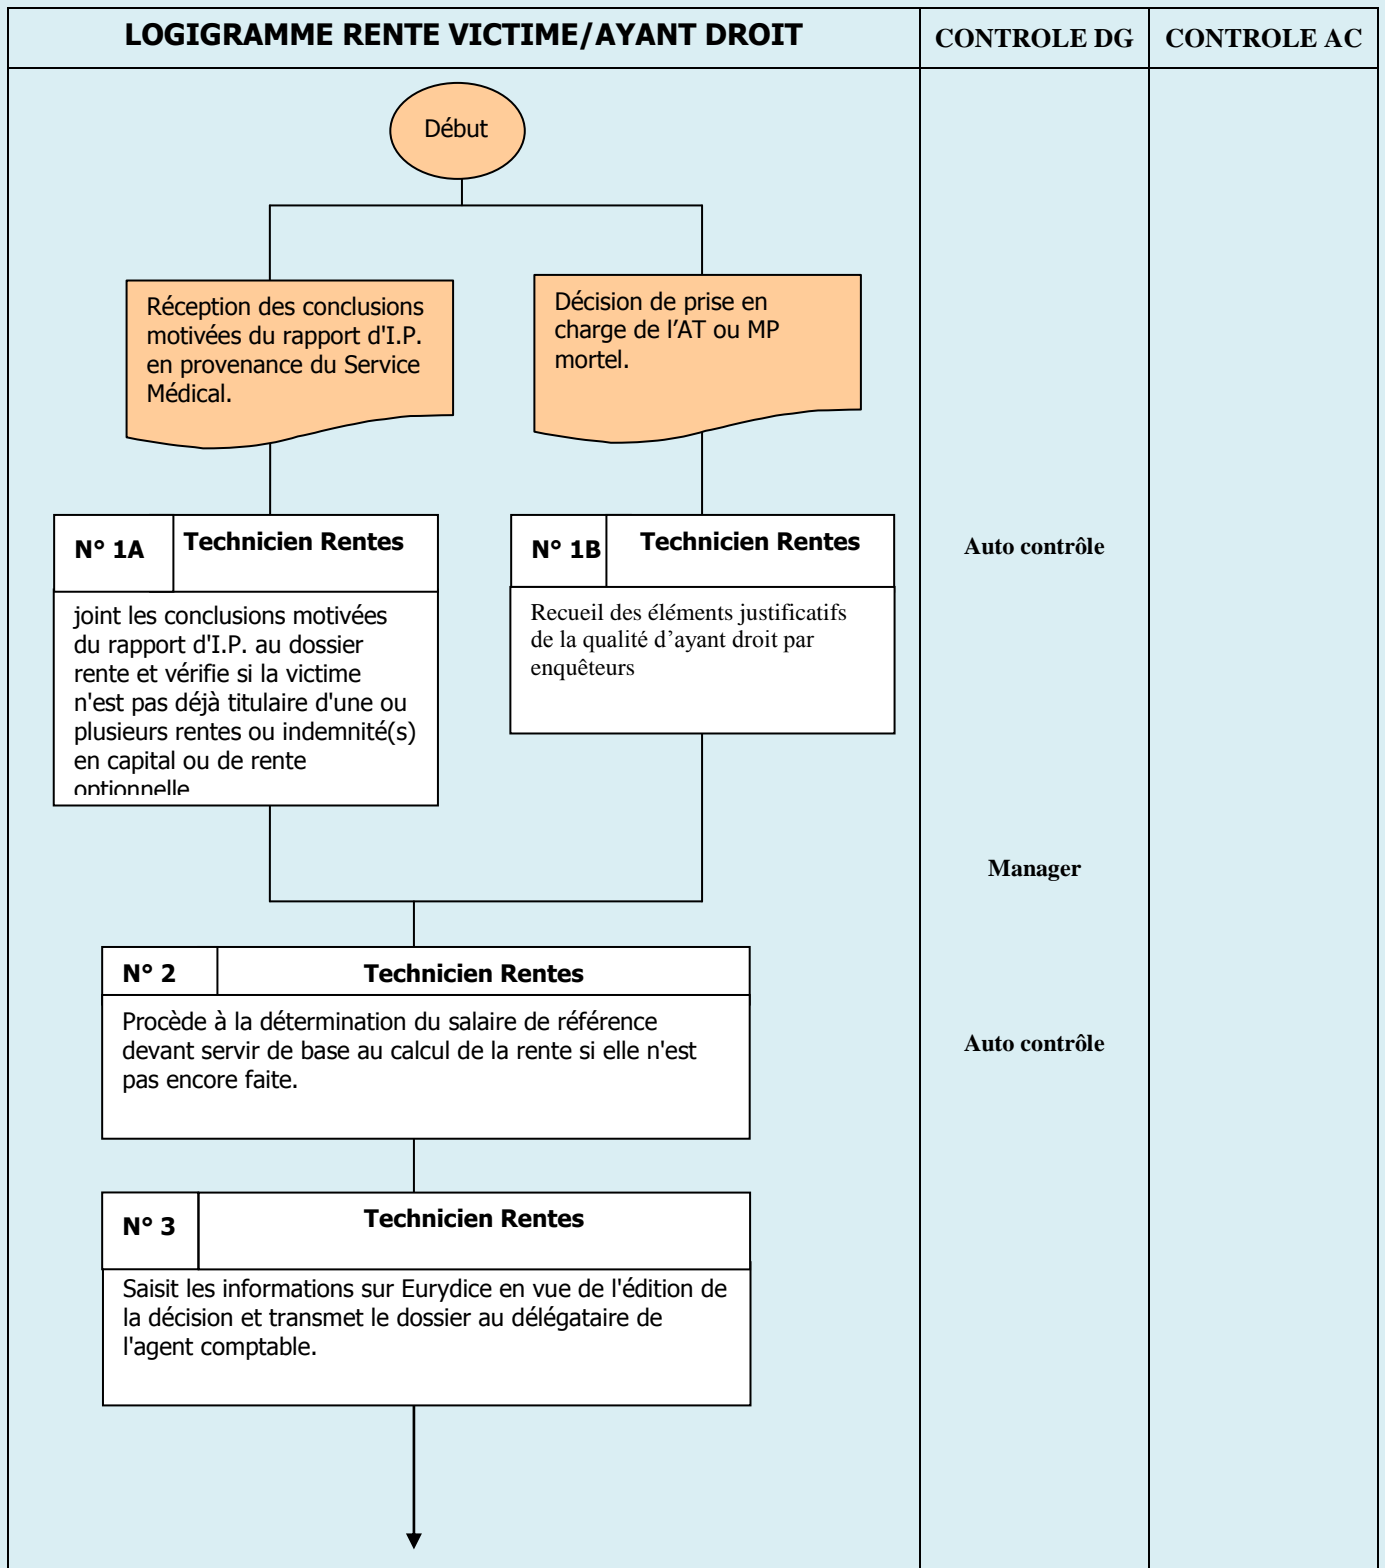 LOGIGRAMME RENTE VICTIME/AYANT DROIT
CONTROLE DG
CONTROLE AC
Début
Réception des conclusions
motivées du rapport d'I.P.
en provenance du Service
Médical.
Décision de prise en
charge de l'AT ou MP
mortel.
N° 1A
Technicien Rentes
joint les conclusions motivées
du rapport d'I.P. au dossier
rente et vérifie si la victime
n'est pas déjà titulaire d'une ou
plusieurs rentes ou indemnité(s)
en capital ou de rente
optionnelle
N° 1B
Technicien Rentes
Recueil des éléments justificatifs
de la qualité d'ayant droit par
enquêteurs
Auto contrôle
Manager
N° 2
Technicien Rentes
Procède à la détermination du salaire de référence
devant servir de base au calcul de la rente si elle n'est
pas encore faite.
Auto contrôle
N° 3
Technicien Rentes
Saisit les informations sur Eurydice en vue de l'édition de
la décision et transmet le dossier au délégataire de
l'agent comptable.